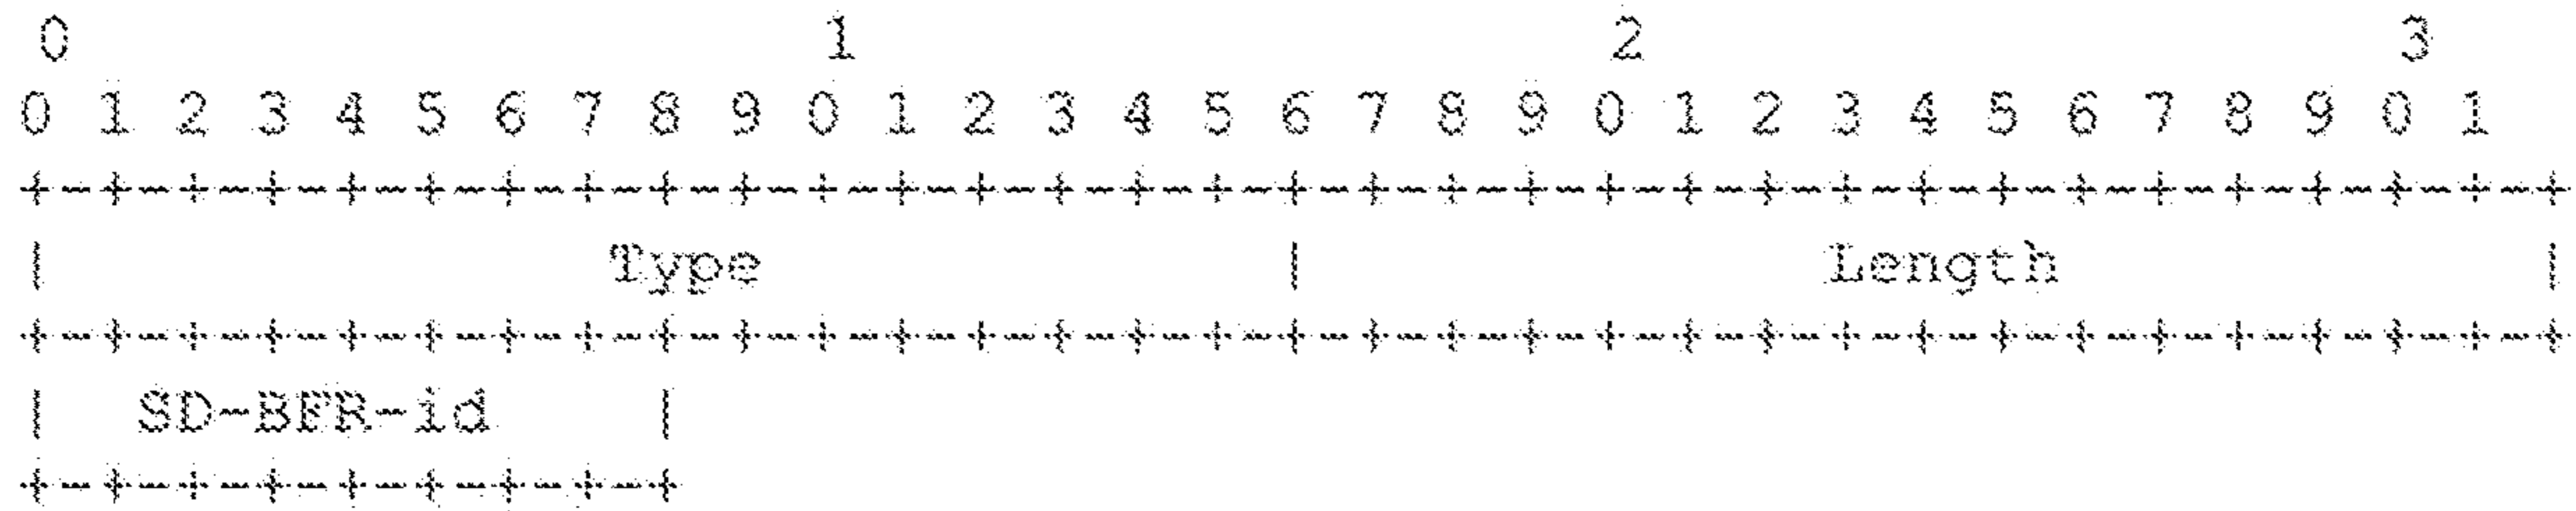 0                   1                   2                   3
0 1 2 3 4 5 6 7 8 9 0 1 2 3 4 5 6 7 8 9 0 1 2 3 4 5 6 7 8 9 0 1
+-+-+-+-+-+-+-+-+-+-+-+-+-+-+-+-+-+-+-+-+-+-+-+-+-+-+-+-+-+-+-+-+
|              Type             |             Length            |
+-+-+-+-+-+-+-+-+-+-+-+-+-+-+-+-+-+-+-+-+-+-+-+-+-+-+-+-+-+-+-+-+
|  SD-BFR-id    |
+-+-+-+-+-+-+-+-+